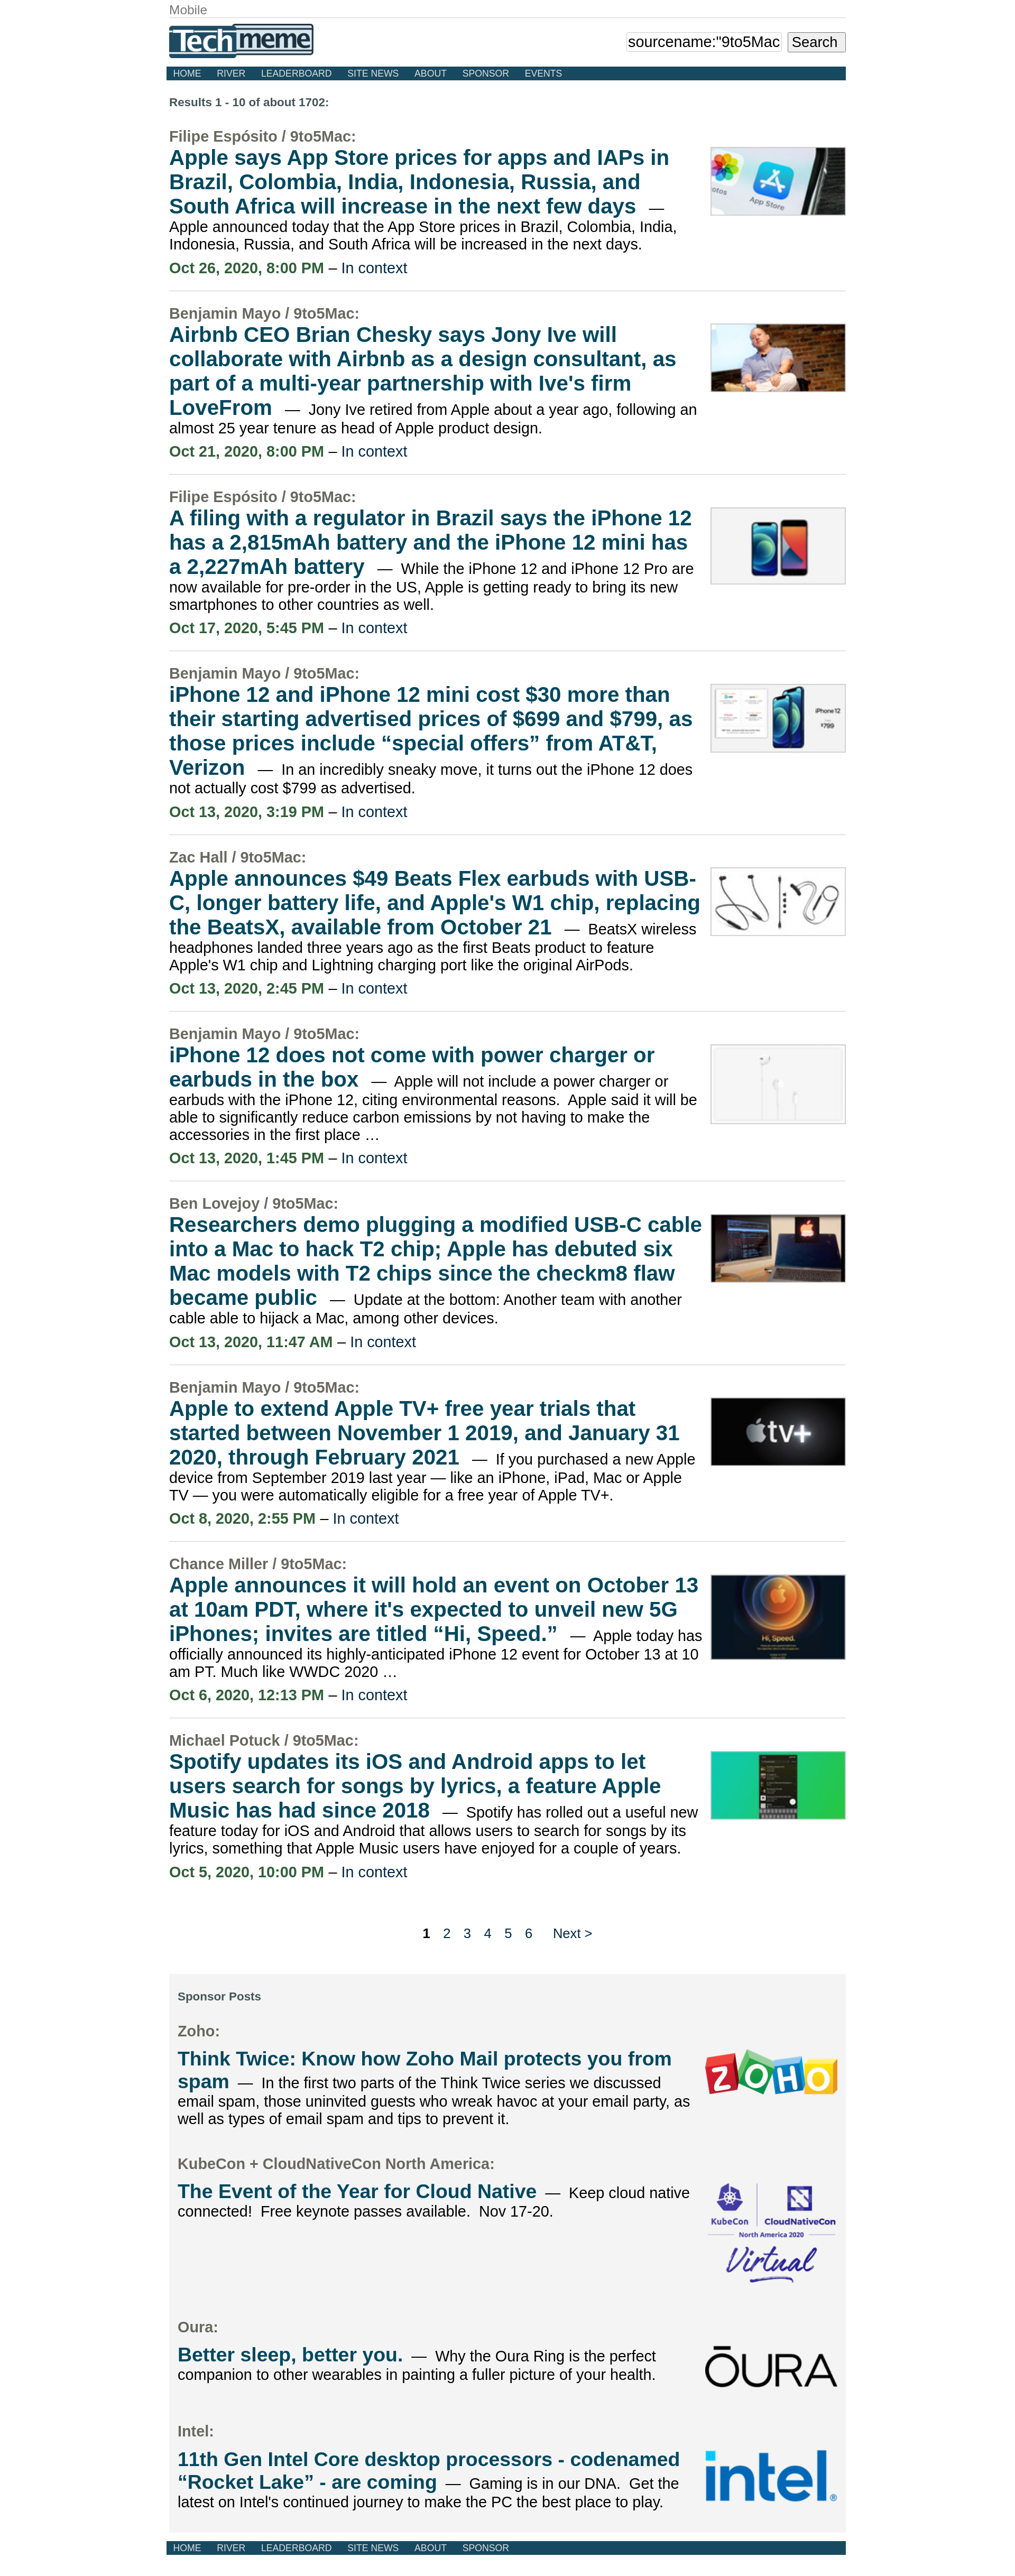 Mobile
Techmeme
sourcename:"9to5Mac
Search
HOME RIVER LEADERBOARD SITE NEWS ABOUT SPONSOR EVENTS
Results 1 - 10 of about 1702:
Filipe Espósito / 9to5Mac:
Apple says App Store prices for apps and IAPs in
Brazil, Colombia, India, Indonesia, Russia, and
South Africa will increase in the next few days —
Apple announced today that the App Store prices in Brazil, Colombia, India,
Indonesia, Russia, and South Africa will be increased in the next days.
Oct 26, 2020, 8:00 PM – In context
App Store
Benjamin Mayo / 9to5Mac:
Airbnb CEO Brian Chesky says Jony Ive will
collaborate with Airbnb as a design consultant, as
part of a multi-year partnership with Ive's firm
LoveFrom — Jony Ive retired from Apple about a year ago, following an
almost 25 year tenure as head of Apple product design.
Oct 21, 2020, 8:00 PM – In context
Filipe Espósito / 9to5Mac:
A filing with a regulator in Brazil says the iPhone 12
has a 2,815mAh battery and the iPhone 12 mini has
a 2,227mAh battery — While the iPhone 12 and iPhone 12 Pro are
now available for pre-order in the US, Apple is getting ready to bring its new
smartphones to other countries as well.
Oct 17, 2020, 5:45 PM – In context
Benjamin Mayo / 9to5Mac:
iPhone 12 and iPhone 12 mini cost $30 more than
their starting advertised prices of $699 and $799, as
those prices include “special offers” from AT&T,
Verizon — In an incredibly sneaky move, it turns out the iPhone 12 does
not actually cost $799 as advertised.
Oct 13, 2020, 3:19 PM – In context
iPhone 12
$799
Zac Hall / 9to5Mac:
Apple announces $49 Beats Flex earbuds with USB-
C, longer battery life, and Apple's W1 chip, replacing
the BeatsX, available from October 21 — BeatsX wireless
headphones landed three years ago as the first Beats product to feature
Apple's W1 chip and Lightning charging port like the original AirPods.
Oct 13, 2020, 2:45 PM – In context
Benjamin Mayo / 9to5Mac:
iPhone 12 does not come with power charger or
earbuds in the box — Apple will not include a power charger or
earbuds with the iPhone 12, citing environmental reasons. Apple said it will be
able to significantly reduce carbon emissions by not having to make the
accessories in the first place …
Oct 13, 2020, 1:45 PM – In context
Ben Lovejoy / 9to5Mac:
Researchers demo plugging a modified USB-C cable
into a Mac to hack T2 chip; Apple has debuted six
Mac models with T2 chips since the checkm8 flaw
became public — Update at the bottom: Another team with another
cable able to hijack a Mac, among other devices.
Oct 13, 2020, 11:47 AM – In context
Benjamin Mayo / 9to5Mac:
Apple to extend Apple TV+ free year trials that
started between November 1 2019, and January 31
2020, through February 2021 — If you purchased a new Apple
device from September 2019 last year — like an iPhone, iPad, Mac or Apple
TV — you were automatically eligible for a free year of Apple TV+.
Oct 8, 2020, 2:55 PM – In context
tv+
Chance Miller / 9to5Mac:
Apple announces it will hold an event on October 13
at 10am PDT, where it's expected to unveil new 5G
iPhones; invites are titled “Hi, Speed.” — Apple today has
officially announced its highly-anticipated iPhone 12 event for October 13 at 10
am PT. Much like WWDC 2020 …
Oct 6, 2020, 12:13 PM – In context
Hi, Speed.
Michael Potuck / 9to5Mac:
Spotify updates its iOS and Android apps to let
users search for songs by lyrics, a feature Apple
Music has had since 2018 — Spotify has rolled out a useful new
feature today for iOS and Android that allows users to search for songs by its
lyrics, something that Apple Music users have enjoyed for a couple of years.
Oct 5, 2020, 10:00 PM – In context
1 2 3 4 5 6 Next >
Sponsor Posts
Zoho:
Think Twice: Know how Zoho Mail protects you from
spam — In the first two parts of the Think Twice series we discussed
email spam, those uninvited guests who wreak havoc at your email party, as
well as types of email spam and tips to prevent it.
ZOHO
KubeCon + CloudNativeCon North America:
The Event of the Year for Cloud Native — Keep cloud native
connected! Free keynote passes available. Nov 17-20.
KubeCon CloudNativeCon
North America 2020
Virtual
Oura:
Better sleep, better you. — Why the Oura Ring is the perfect
companion to other wearables in painting a fuller picture of your health.
ŌURA
Intel:
11th Gen Intel Core desktop processors - codenamed
“Rocket Lake” - are coming — Gaming is in our DNA. Get the
latest on Intel's continued journey to make the PC the best place to play.
intel®
HOME RIVER LEADERBOARD SITE NEWS ABOUT SPONSOR